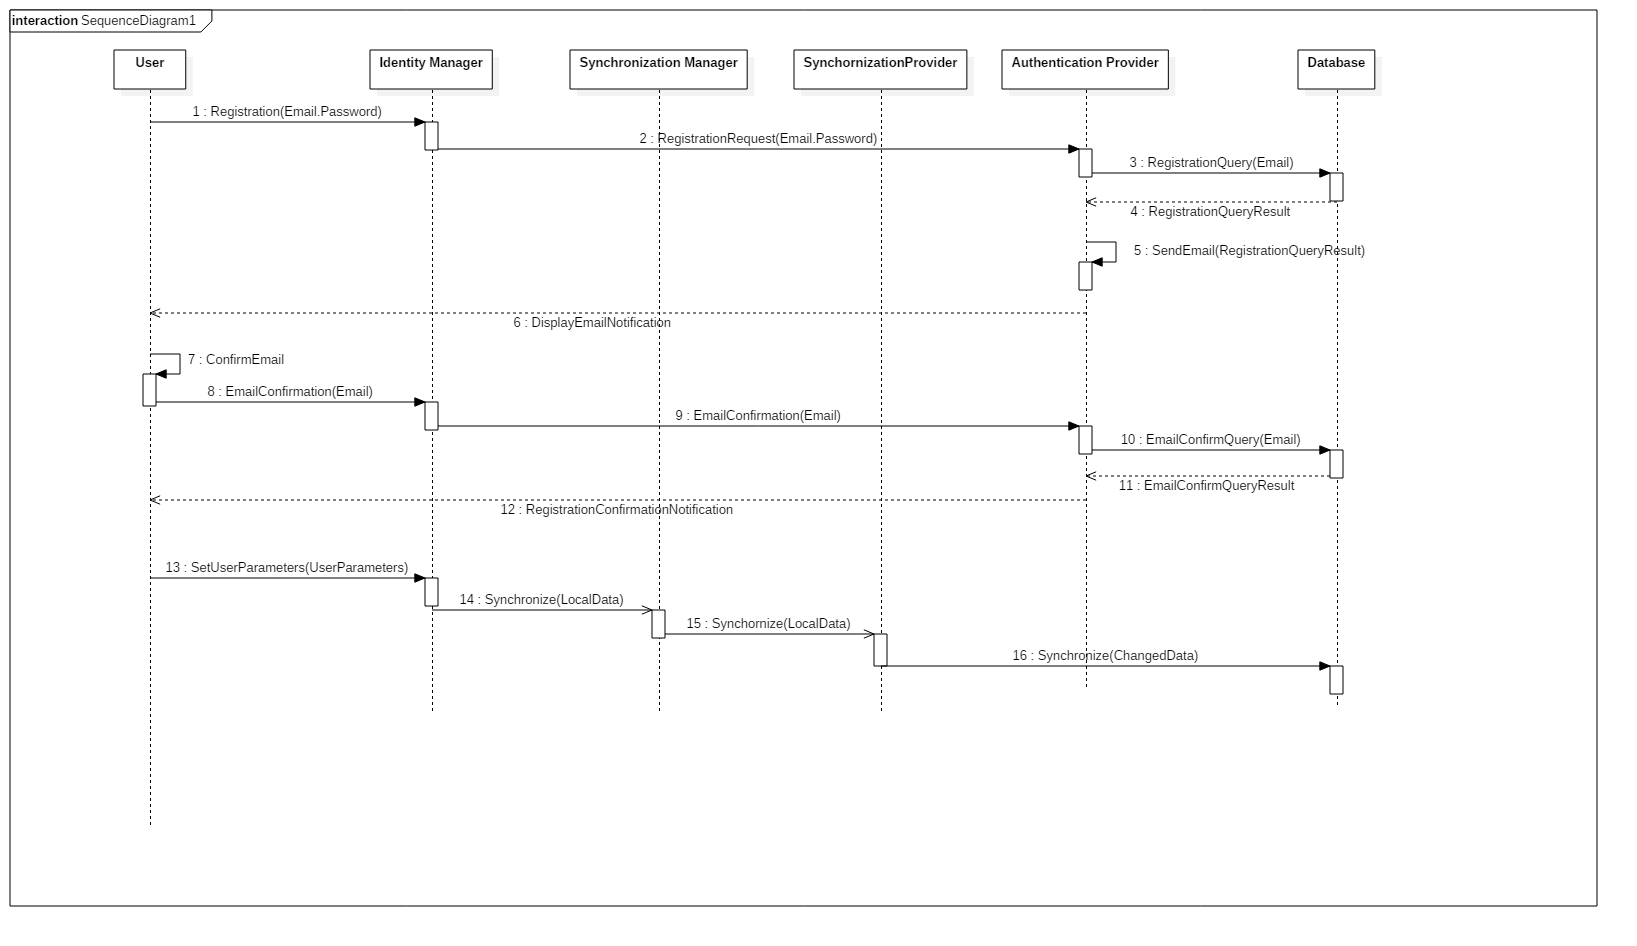 interaction SequenceDiagram1
User
Identity Manager
Synchronization Manager
SynchornizationProvider
Authentication Provider
Database
1 : Registration(Email.Password)
2 : RegistrationRequest(Email.Password)
3 : RegistrationQuery(Email)
4 : RegistrationQueryResult
5 : SendEmail(RegistrationQueryResult)
6 : DisplayEmailNotification
7 : ConfirmEmail
8 : EmailConfirmation(Email)
9 : EmailConfirmation(Email)
10 : EmailConfirmQuery(Email)
11 : EmailConfirmQueryResult
12 : RegistrationConfirmationNotification
13 : SetUserParameters(UserParameters)
14 : Synchronize(LocalData)
15 : Synchornize(LocalData)
16 : Synchronize(ChangedData)